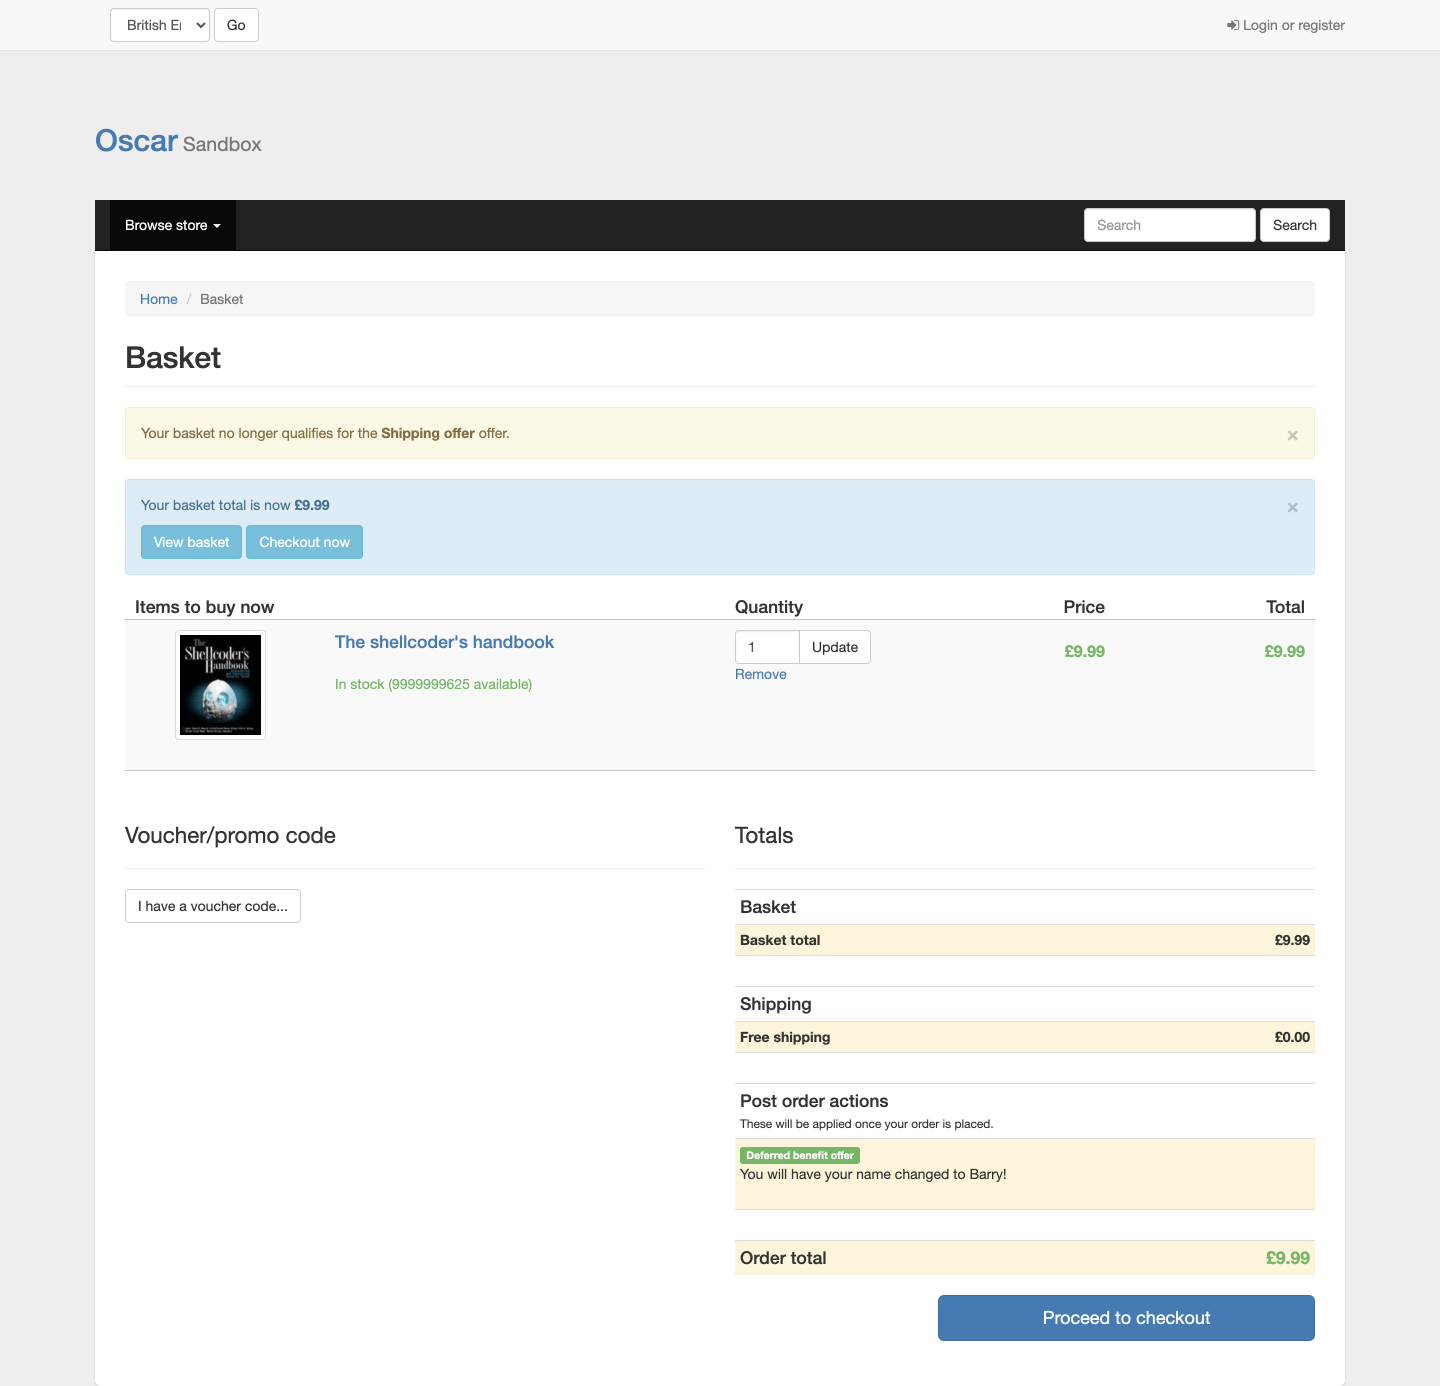 British En
Go
Login or register
Oscar Sandbox
Browse store
Search
Search
Home / Basket
Basket
Your basket no longer qualifies for the Shipping offer offer.
×
Your basket total is now £9.99
×
View basket
Checkout now
Items to buy now
Quantity
Price
Total
The Shellcoder's Handbook
The shellcoder's handbook
In stock (9999999625 available)
1
Update
Remove
£9.99
£9.99
Voucher/promo code
I have a voucher code...
Totals
Basket
Basket total £9.99
Shipping
Free shipping £0.00
Post order actions
These will be applied once your order is placed.
Deferred benefit offer
You will have your name changed to Barry!
Order total £9.99
Proceed to checkout